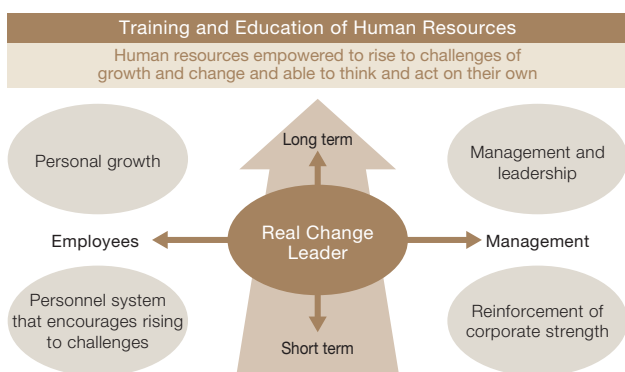 Training and Education of Human Resources
Human resources empowered to rise to challenges of
growth and change and able to think and act on their own
Long term
Personal growth
Management and
leadership
Employees
Real Change
Leader
Management
Personnel system
that encourages rising
to challenges
Short term
Reinforcement of
corporate strength